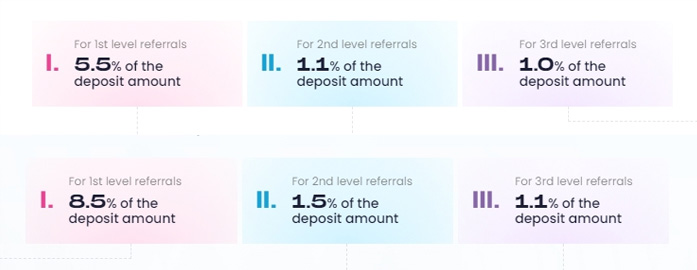 For 1st level referrals
I. 5.5% of the
deposit amount
For 2nd level referrals
II. 1.1% of the
deposit amount
For 3rd level referrals
III. 1.0% of the
deposit amount
For 1st level referrals
I. 8.5% of the
deposit amount
For 2nd level referrals
II. 1.5% of the
deposit amount
For 3rd level referrals
III. 1.1% of the
deposit amount